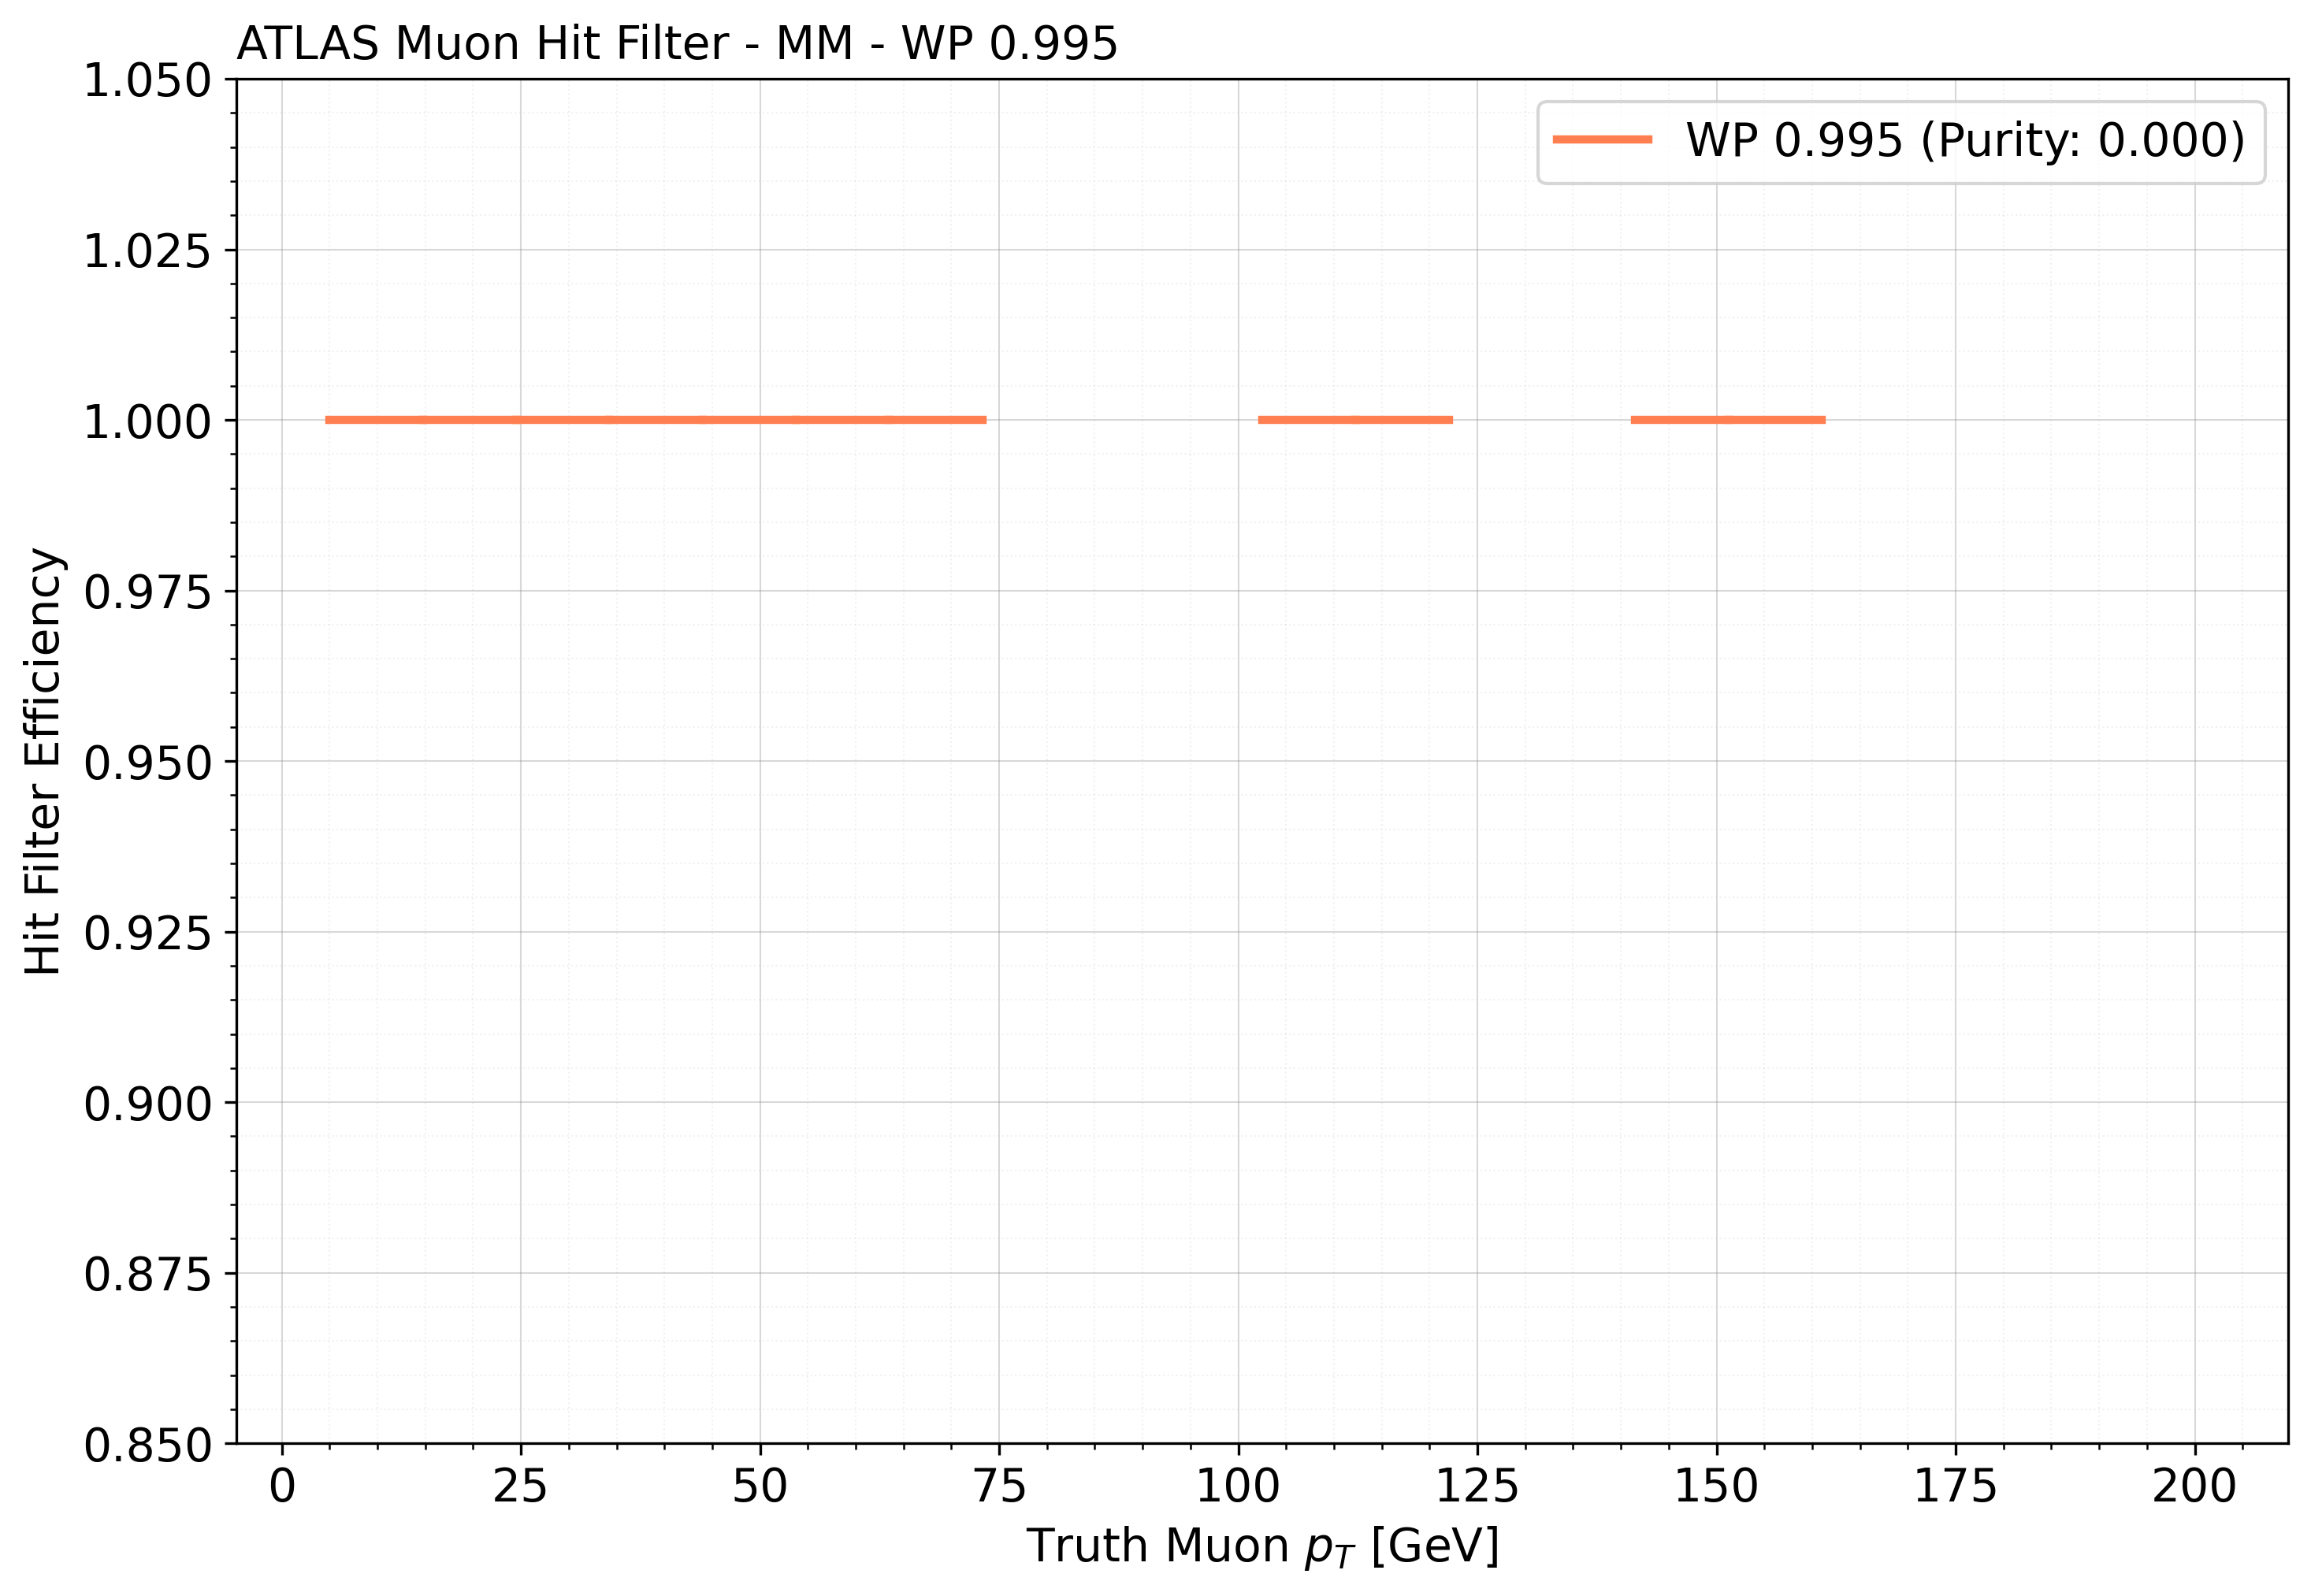 ATLAS Muon Hit Filter - MM - WP 0.995
WP 0.995 (Purity: 0.000)
Hit Filter Efficiency
1.050
1.025
1.000
0.975
0.950
0.925
0.900
0.875
0.850
0 25 50 75 100 125 150 175 200
Truth Muon p_T [GeV]